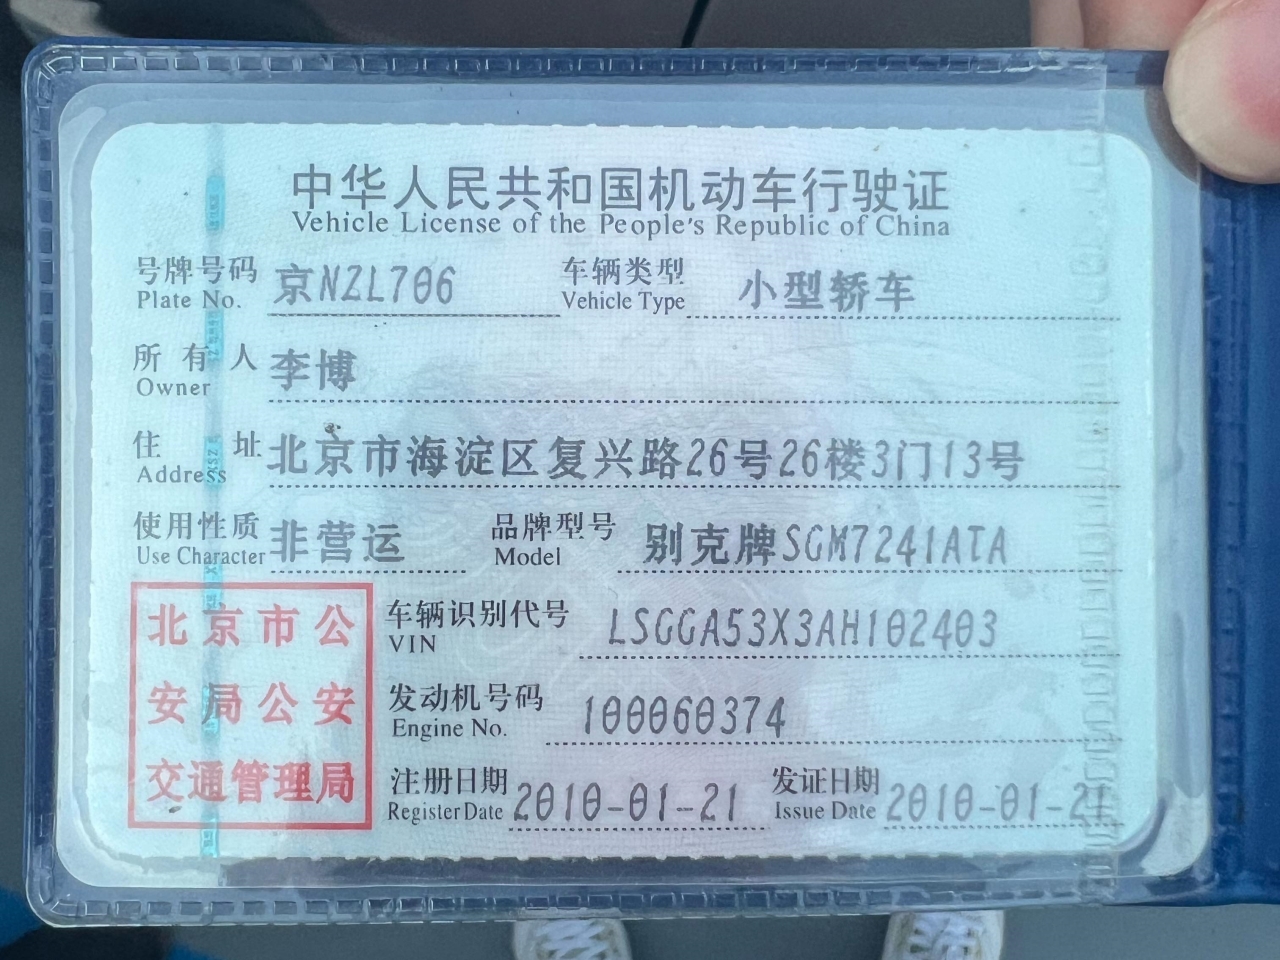 中华人民共和国机动车行驶证
Vehicle License of the People's Republic of China
号牌号码 京NZL706 车辆类型 小型轿车
Plate No. Vehicle Type
所有人 李博
Owner
住址 北京市海淀区复兴路26号26楼3门13号
Address
使用性质 非营运 品牌型号 别克牌SGM7241ATA
Use Character Model
北京市公
安局公安
交通管理局
车辆识别代号 LSGGA53X3AH102403
VIN
发动机号码 100060374
Engine No.
注册日期 2010-01-21 发证日期 2010-01-21
Register Date Issue Date